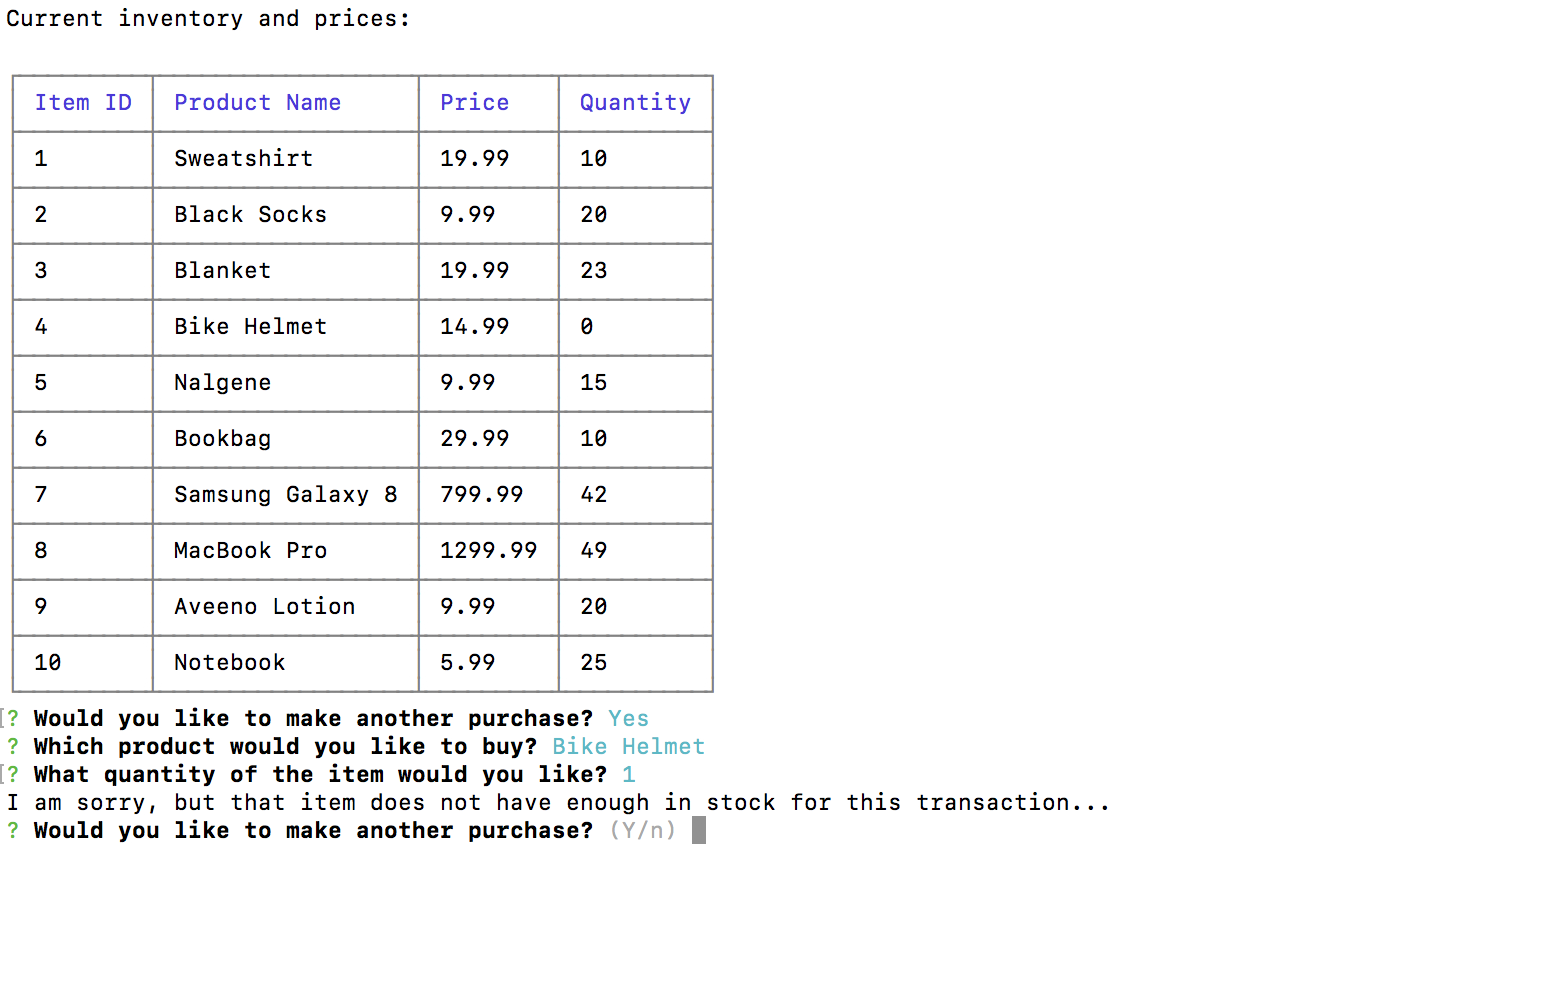 Current inventory and prices:
Item ID Product Name Price Quantity
1 Sweatshirt 19.99 10
2 Black Socks 9.99 20
3 Blanket 19.99 23
4 Bike Helmet 14.99 0
5 Nalgene 9.99 15
6 Bookbag 29.99 10
7 Samsung Galaxy 8 799.99 42
8 MacBook Pro 1299.99 49
9 Aveeno Lotion 9.99 20
10 Notebook 5.99 25
[? Would you like to make another purchase? Yes
? Which product would you like to buy? Bike Helmet
[? What quantity of the item would you like? 1
I am sorry, but that item does not have enough in stock for this transaction...
? Would you like to make another purchase? (Y/n)